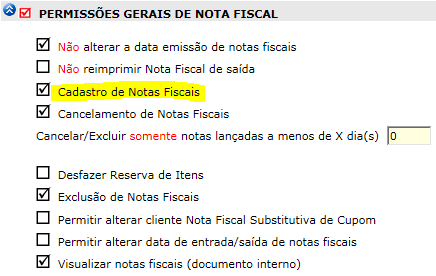 PERMISSÕES GERAIS DE NOTA FISCAL
Não alterar a data emissão de notas fiscais
Não reimprimir Nota Fiscal de saída
Cadastro de Notas Fiscais
Cancelamento de Notas Fiscais
Cancelar/Excluir somente notas lançadas a menos de X dia(s) 0
Desfazer Reserva de Itens
Exclusão de Notas Fiscais
Permitir alterar cliente Nota Fiscal Substitutiva de Cupom
Permitir alterar data de entrada/saída de notas fiscais
Visualizar notas fiscais (documento interno)